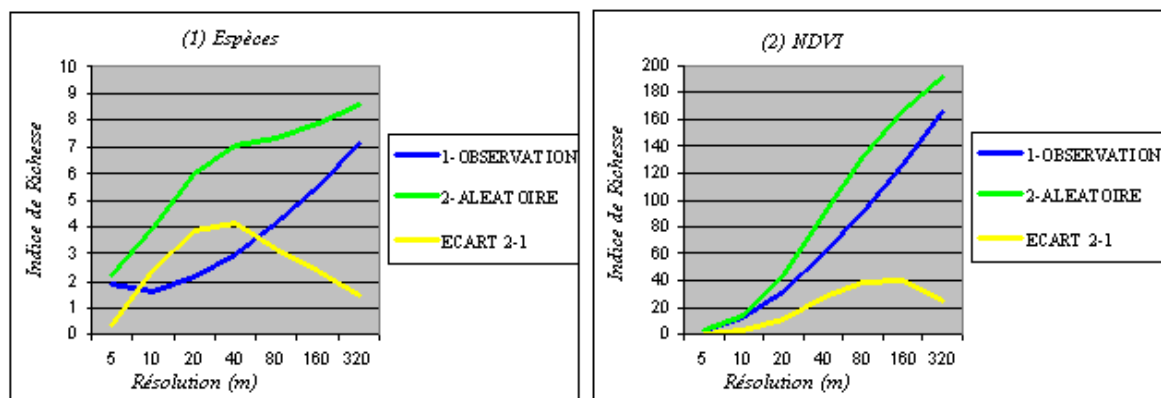 (1) Espèces
10
9
8
7
6
5
4
3
2
1
0
Indice de Richesse
5 10 20 40 80 160 320
Résolution (m)
1-OBSERVATION
2-ALEATOIRE
ECART 2-1
(2) NDVI
200
180
160
140
120
100
80
60
40
20
0
Indice de Richesse
5 10 20 40 80 160 320
Résolution (m)
1-OBSERVATION
2-ALEATOIRE
ECART 2-1